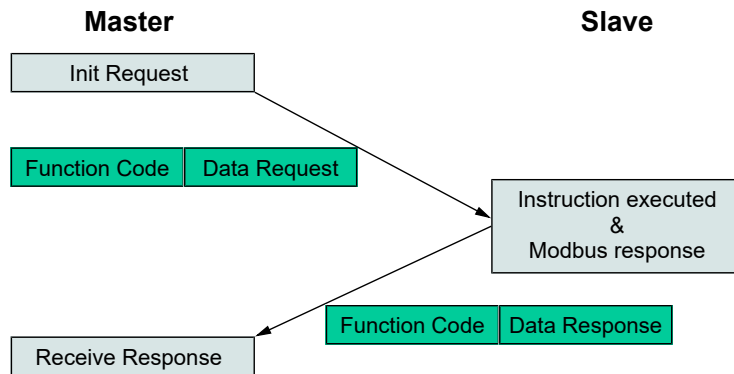 Master
Slave
Init Request
Function Code
Data Request
Instruction executed
&
Modbus response
Function Code
Data Response
Receive Response